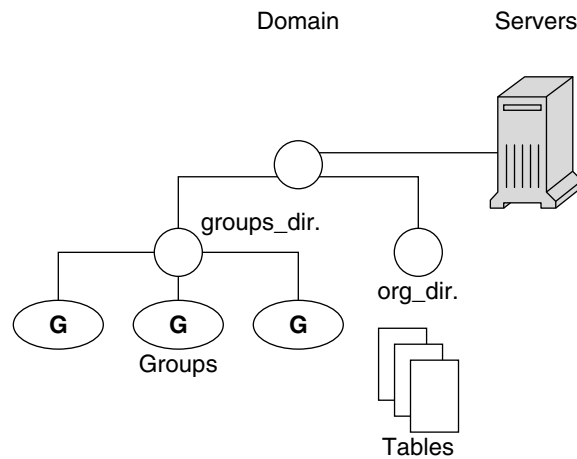 Domain
Servers
groups_dir.
org_dir.
G
G
G
Groups
Tables